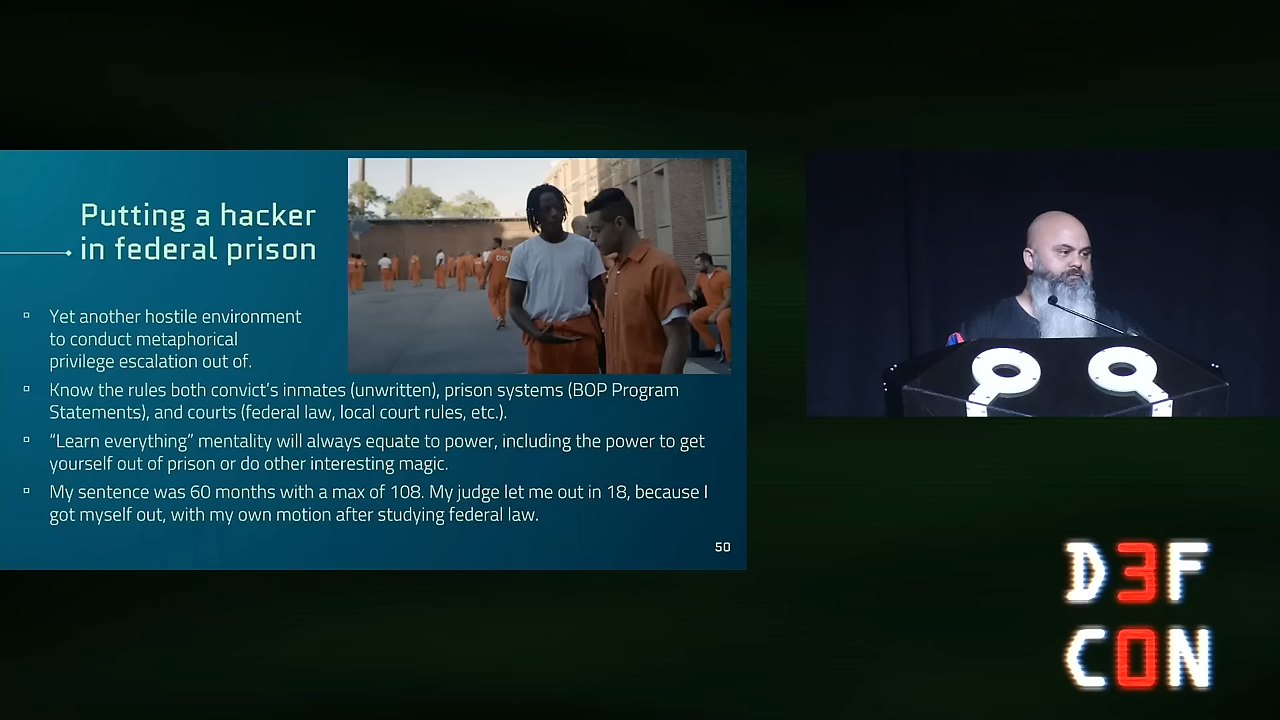 Putting a hacker
in federal prison
▫ Yet another hostile environment
to conduct metaphorical
privilege escalation out of.
▫ Know the rules both convict's inmates (unwritten), prison systems (BOP Program
Statements), and courts (federal law, local court rules, etc.).
▫ “Learn everything” mentality will always equate to power, including the power to get
yourself out of prison or do other interesting magic.
▫ My sentence was 60 months with a max of 108. My judge let me out in 18, because I
got myself out, with my own motion after studying federal law.
50
D3F
C0N